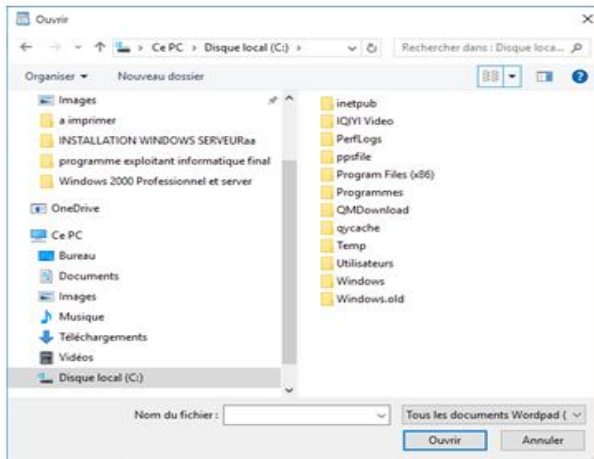 Ouvrir
Ce PC > Disque local (C:) >
Rechercher dans : Disque loca...
Organiser
Nouveau dossier
Images
a imprimer
INSTALLATION WINDOWS SERVEURaa
programme exploitant informatique final
Windows 2000 Professionnel et server
OneDrive
Ce PC
Bureau
Documents
Images
Musique
Téléchargements
Vidéos
Disque local (C:)
inetpub
IQIYI Video
PerfLogs
ppsfile
Program Files (x86)
Programmes
QMDownload
qycache
Temp
Utilisateurs
Windows
Windows.old
Nom du fichier :
Tous les documents Wordpad (
Ouvrir
Annuler